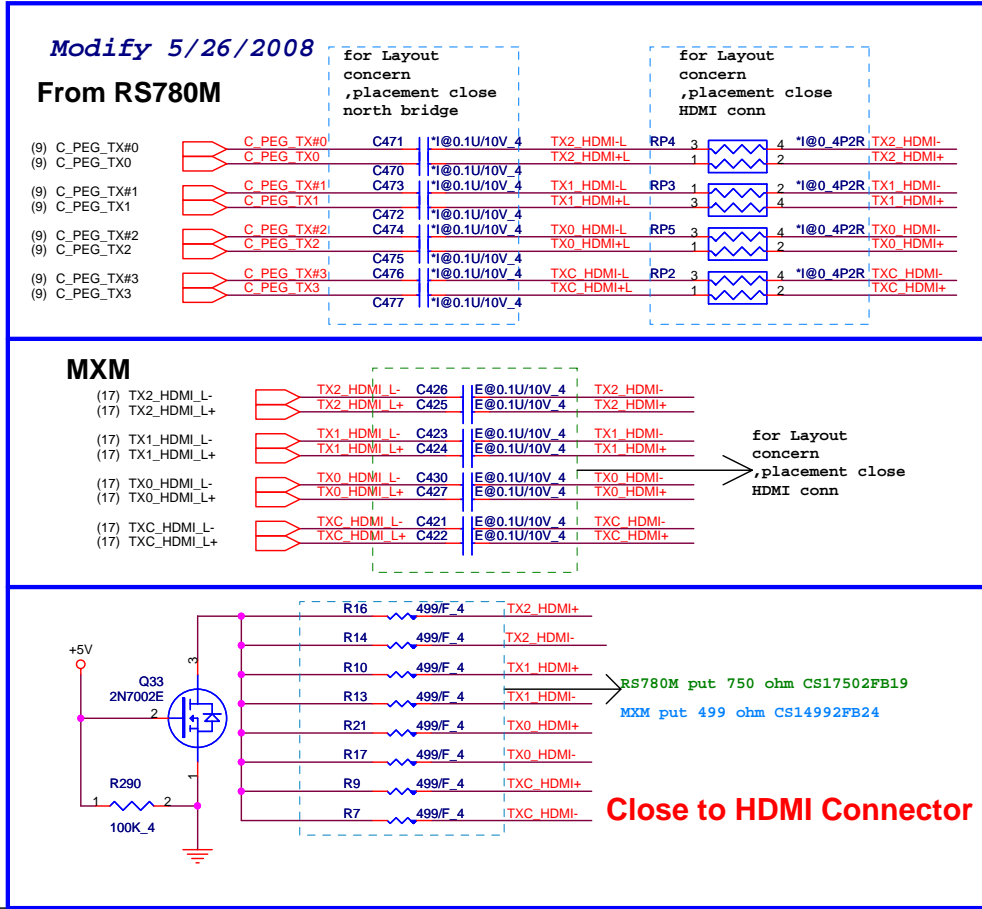 Modify 5/26/2008
From RS780M
for Layout
concern
,placement close
north bridge
for Layout
concern
,placement close
HDMI conn
(9) C_PEG_TX#0 C_PEG_TX#0 C471 *I@0.1U/10V_4 TX2_HDMI-L RP4 3 4 *I@0_4P2R TX2_HDMI-
(9) C_PEG_TX0 C_PEG_TX0 C470 *I@0.1U/10V_4 TX2_HDMI+L 1 2 TX2_HDMI+
(9) C_PEG_TX#1 C_PEG_TX#1 C473 *I@0.1U/10V_4 TX1_HDMI-L RP3 1 2 *I@0_4P2R TX1_HDMI-
(9) C_PEG_TX1 C_PEG_TX1 C472 *I@0.1U/10V_4 TX1_HDMI+L 3 4 TX1_HDMI+
(9) C_PEG_TX#2 C_PEG_TX#2 C474 *I@0.1U/10V_4 TX0_HDMI-L RP5 3 4 *I@0_4P2R TX0_HDMI-
(9) C_PEG_TX2 C_PEG_TX2 C475 *I@0.1U/10V_4 TX0_HDMI+L 1 2 TX0_HDMI+
(9) C_PEG_TX#3 C_PEG_TX#3 C476 *I@0.1U/10V_4 TXC_HDMI-L RP2 3 4 *I@0_4P2R TXC_HDMI-
(9) C_PEG_TX3 C_PEG_TX3 C477 *I@0.1U/10V_4 TXC_HDMI+L 1 2 TXC_HDMI+
MXM
(17) TX2_HDMI_L- TX2_HDMI_L- C426 E@0.1U/10V_4 TX2_HDMI-
(17) TX2_HDMI_L+ TX2_HDMI_L+ C425 E@0.1U/10V_4 TX2_HDMI+
(17) TX1_HDMI_L- TX1_HDMI_L- C423 E@0.1U/10V_4 TX1_HDMI-
(17) TX1_HDMI_L+ TX1_HDMI_L+ C424 E@0.1U/10V_4 TX1_HDMI+
(17) TX0_HDMI_L- TX0_HDMI_L- C430 E@0.1U/10V_4 TX0_HDMI-
(17) TX0_HDMI_L+ TX0_HDMI_L+ C427 E@0.1U/10V_4 TX0_HDMI+
(17) TXC_HDMI_L- TXC_HDMI_L- C421 E@0.1U/10V_4 TXC_HDMI-
(17) TXC_HDMI_L+ TXC_HDMI_L+ C422 E@0.1U/10V_4 TXC_HDMI+
for Layout
concern
,placement close
HDMI conn
+5V
Q33
2N7002E
3
2
1
R290
1 2
100K_4
R16 499/F_4 TX2_HDMI+
R14 499/F_4 TX2_HDMI-
R10 499/F_4 TX1_HDMI+
R13 499/F_4 TX1_HDMI-
R21 499/F_4 TX0_HDMI+
R17 499/F_4 TX0_HDMI-
R9 499/F_4 TXC_HDMI+
R7 499/F_4 TXC_HDMI-
RS780M put 750 ohm CS17502FB19
MXM put 499 ohm CS14992FB24
Close to HDMI Connector